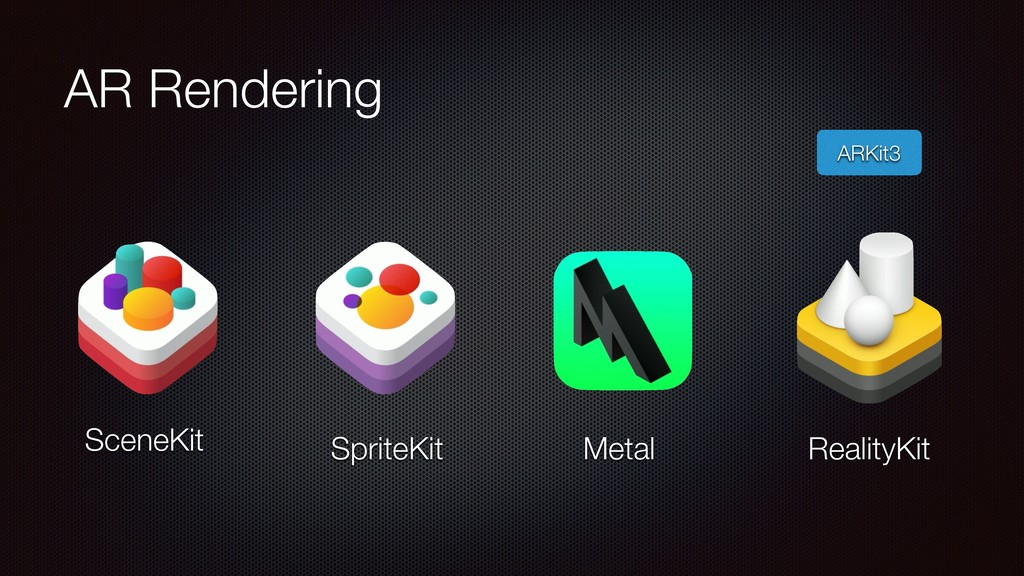 AR Rendering
ARKit3
SceneKit
SpriteKit
Metal
RealityKit